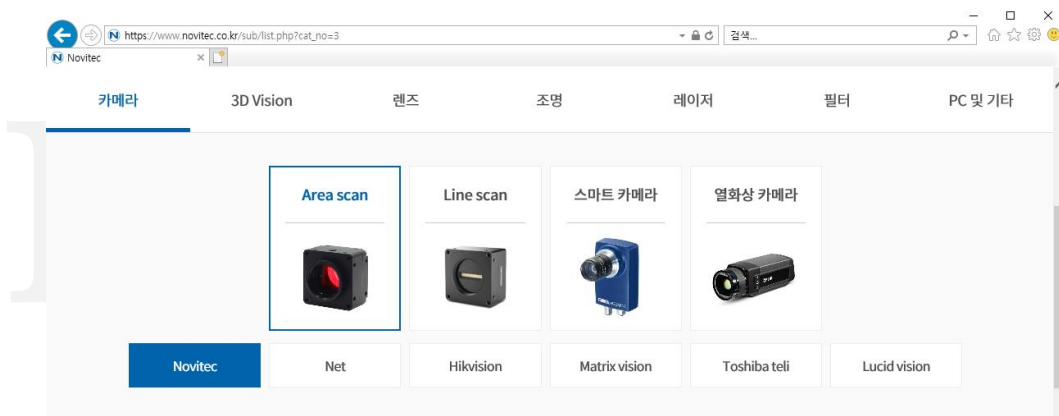 https://www.novitec.co.kr/sub/list.php?cat_no=3
검색...
Novitec
카메라 3D Vision 렌즈 조명 레이저 필터 PC 및 기타
Area scan Line scan 스마트 카메라 열화상 카메라
Novitec Net Hikvision Matrix vision Toshiba teli Lucid vision